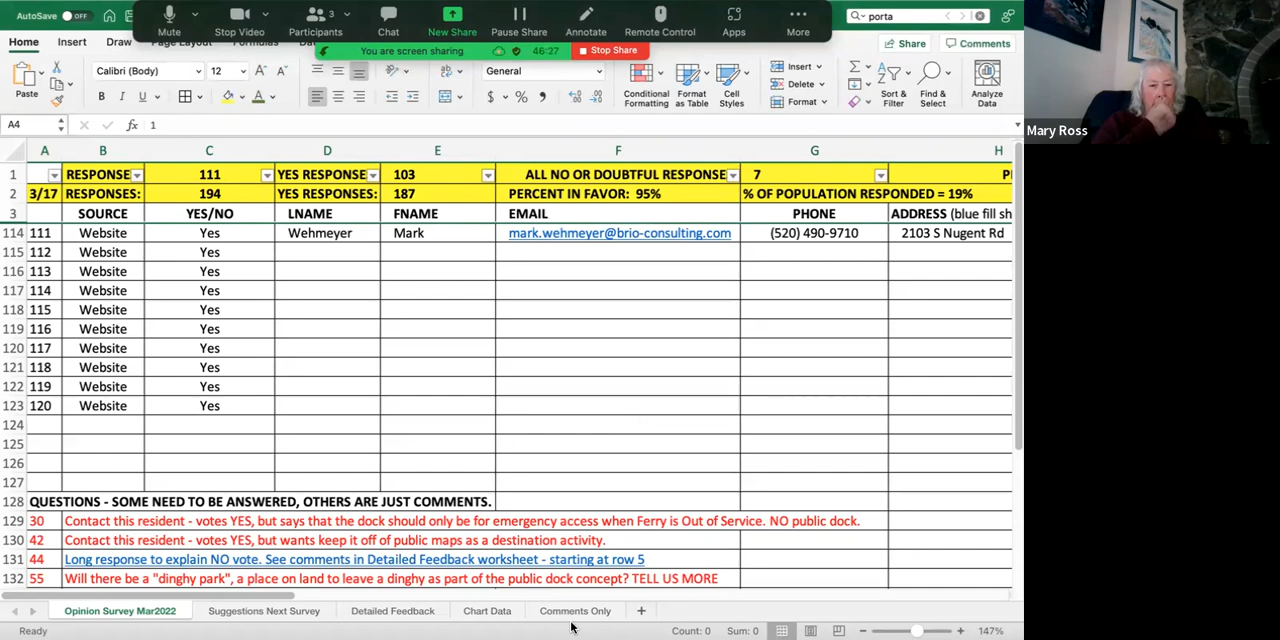 AutoSave OFF
Mute Stop Video Participants 3 Chat New Share Pause Share Annotate Remote Control Apps More
porta
Home Insert Draw Page Layout Formulas
You are screen sharing 46:27 Stop Share
Share Comments
Paste Calibri (Body) 12 General
Conditional Formatting Format as Table Cell Styles
Insert Delete Format
Sort & Filter Find & Select Analyze Data
A4 fx 1
A B C D E F G H
1 RESPONSE 111 YES RESPONSE 103 ALL NO OR DOUBTFUL RESPONSE 7
2 3/17 RESPONSES: 194 YES RESPONSES: 187 PERCENT IN FAVOR: 95% % OF POPULATION RESPONDED = 19%
3 SOURCE YES/NO LNAME FNAME EMAIL PHONE ADDRESS (blue fill sh
114 111 Website Yes Wehmeyer Mark mark.wehmeyer@brio-consulting.com (520) 490-9710 2103 S Nugent Rd
115 112 Website Yes
116 113 Website Yes
117 114 Website Yes
118 115 Website Yes
119 116 Website Yes
120 117 Website Yes
121 118 Website Yes
122 119 Website Yes
123 120 Website Yes
124
125
126
127
128 QUESTIONS - SOME NEED TO BE ANSWERED, OTHERS ARE JUST COMMENTS.
129 30 Contact this resident - votes YES, but says that the dock should only be for emergency access when Ferry is Out of Service. NO public dock.
130 42 Contact this resident - votes YES, but wants keep it off of public maps as a destination activity.
131 44 Long response to explain NO vote. See comments in Detailed Feedback worksheet - starting at row 5
132 55 Will there be a "dinghy park", a place on land to leave a dinghy as part of the public dock concept? TELL US MORE
Opinion Survey Mar2022 Suggestions Next Survey Detailed Feedback Chart Data Comments Only +
Ready Count: 0 Sum: 0 147%
Mary Ross